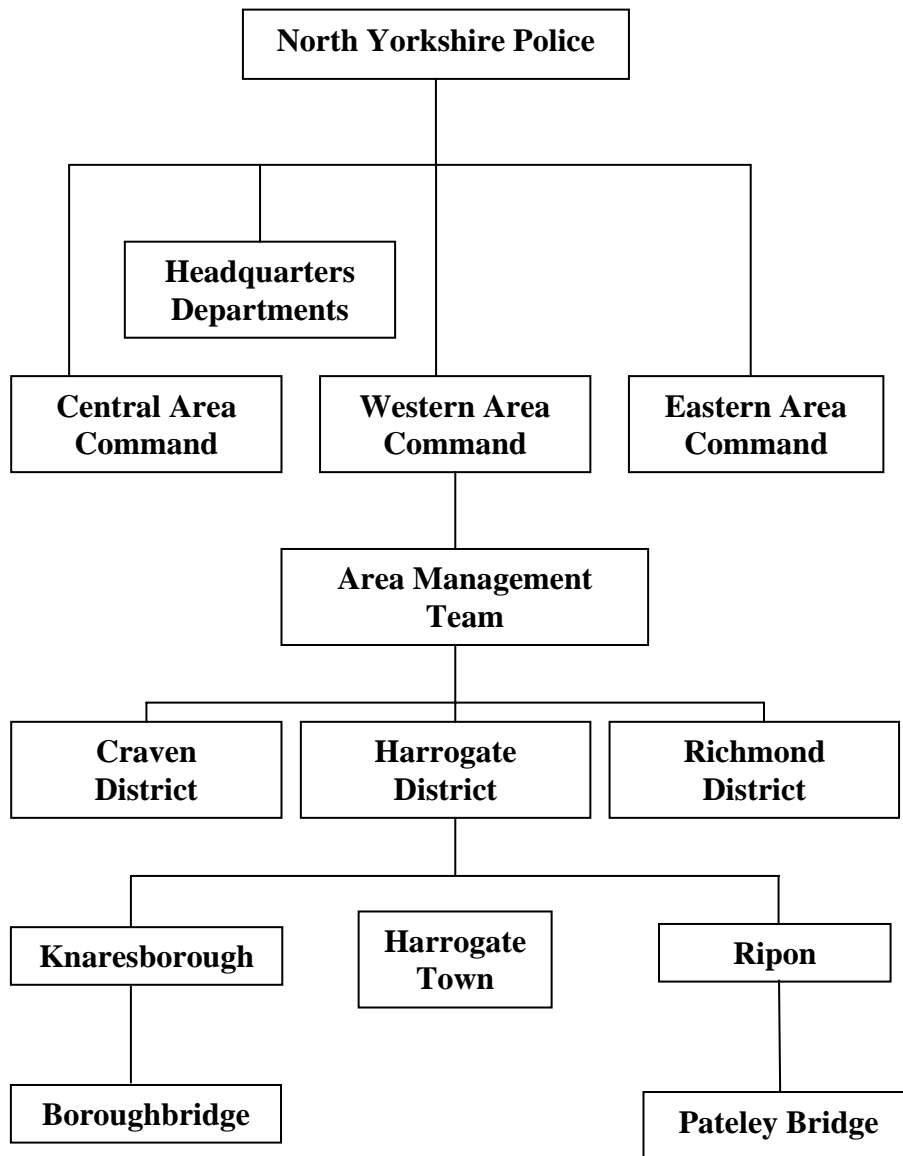 North Yorkshire Police
Headquarters
Departments
Central Area
Command
Western Area
Command
Eastern Area
Command
Area Management
Team
Craven
District
Harrogate
District
Richmond
District
Knaresborough
Harrogate
Town
Ripon
Boroughbridge
Pateley Bridge